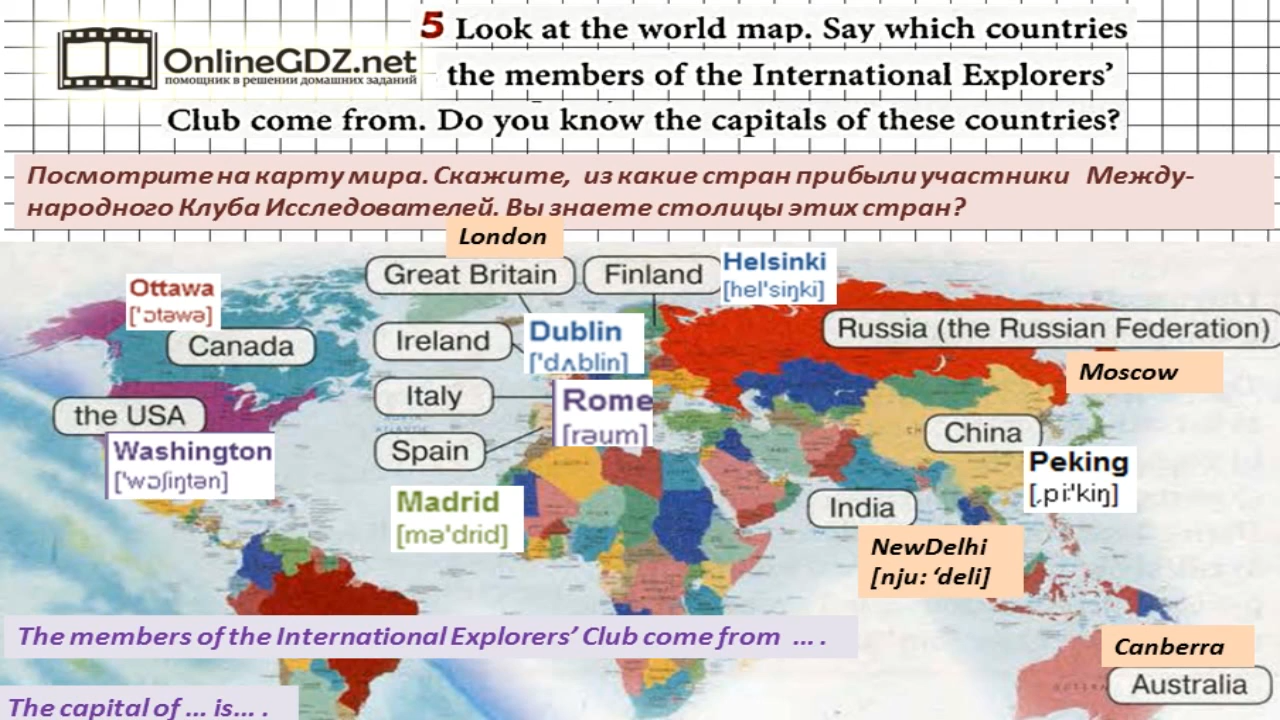 5 Look at the world map. Say which countries
the members of the International Explorers'
Club come from. Do you know the capitals of these countries?
OnlineGDZ.net
помощник в решении домашних заданий
Посмотрите на карту мира. Скажите, из какие стран прибыли участники Между-
народного Клуба Исследователей. Вы знаете столицы этих стран?
London
Great Britain
Finland
Helsinki
[hel'siŋki]
Ottawa
['ɔtəwə]
Canada
Ireland
Dublin
['dʌblin]
Russia (the Russian Federation)
Moscow
the USA
Washington
['wɔʃiŋtən]
Italy
Rome
[rəum]
Spain
Madrid
[mə'drid]
China
Peking
[ˌpi:'kiŋ]
India
NewDelhi
[nju: ‘deli]
The members of the International Explorers’ Club come from … .
Canberra
Australia
The capital of … is… .